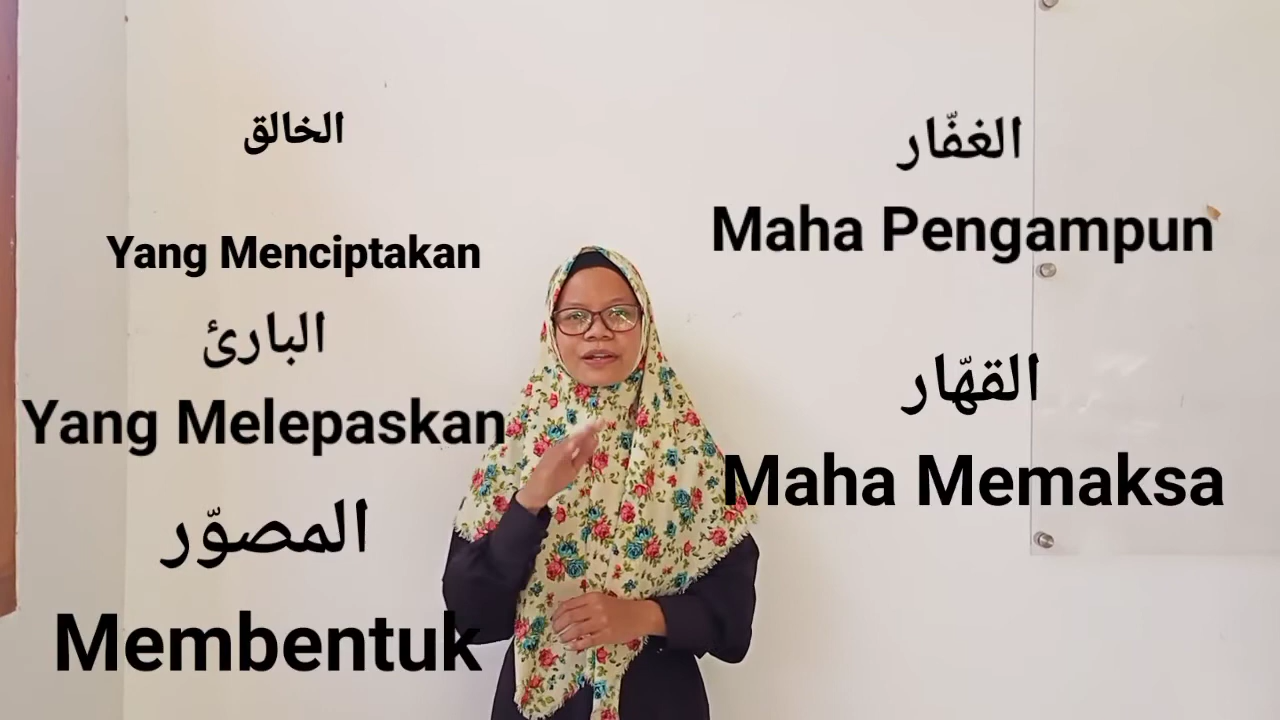 الخالق
Yang Menciptakan
البارئ
Yang Melepaskan
المصوّر
Membentuk
الغفّار
Maha Pengampun
القهّار
Maha Memaksa